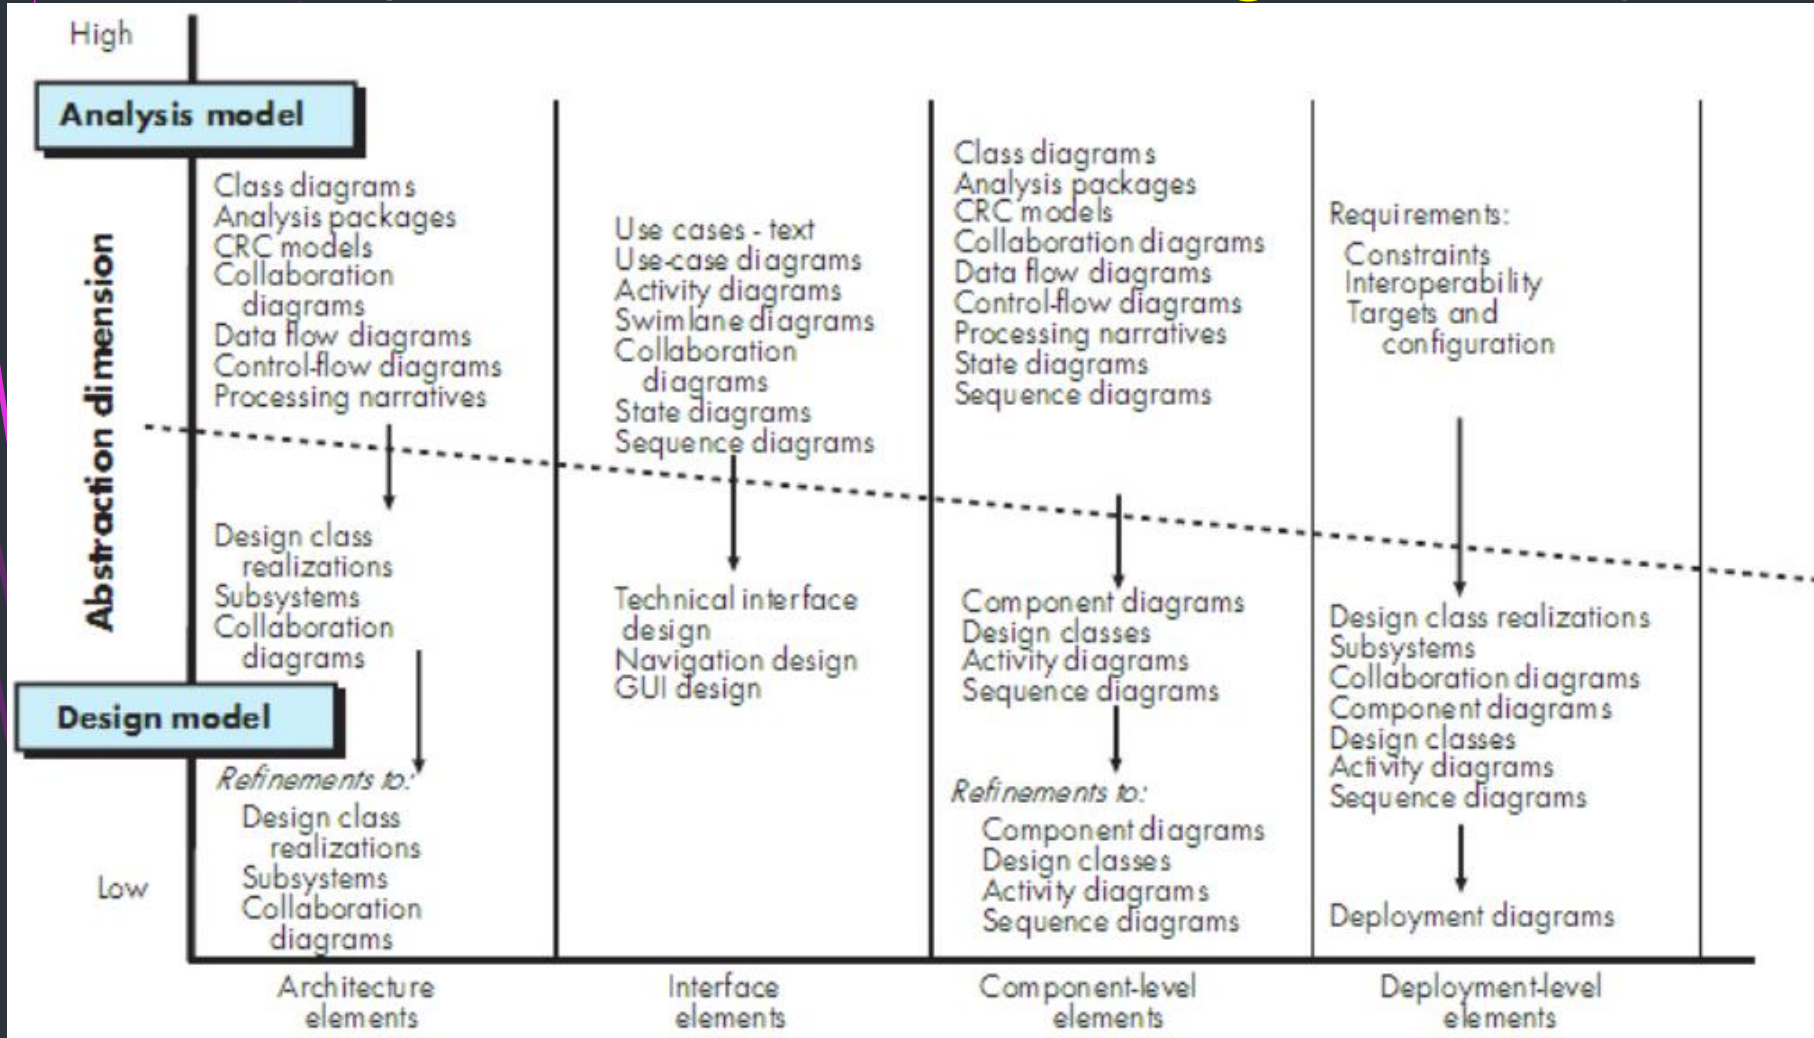 High
Analysis model
Abstraction dimension
Class diagrams
Analysis packages
CRC models
Collaboration
diagrams
Data flow diagrams
Control-flow diagrams
Processing narratives
Design class
realizations
Subsystems
Collaboration
diagrams
Design model
Refinements to:
Design class
realizations
Subsystems
Collaboration
diagrams
Low
Use cases - text
Use-case diagrams
Activity diagrams
Swimlane diagrams
Collaboration
diagrams
State diagrams
Sequence diagrams
Technical interface
design
Navigation design
GUI design
Class diagrams
Analysis packages
CRC models
Collaboration diagrams
Data flow diagrams
Control-flow diagrams
Processing narratives
State diagrams
Sequence diagrams
Component diagrams
Design classes
Activity diagrams
Sequence diagrams
Refinements to:
Component diagrams
Design classes
Activity diagrams
Sequence diagrams
Requirements:
Constraints
Interoperability
Targets and
configuration
Design class realizations
Subsystems
Collaboration diagrams
Component diagrams
Design classes
Activity diagrams
Sequence diagrams
Deployment diagrams
Architecture
elements
Interface
elements
Component-level
elements
Deployment-level
elements